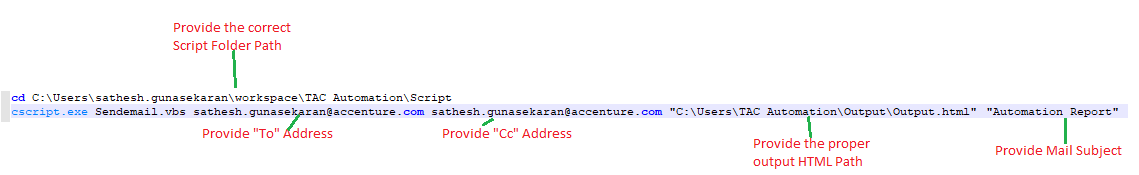 Provide the correct
Script Folder Path
cd C:\Users\sathesh.gunasekaran\workspace\TAC Automation\Script
cscript.exe Sendemail.vbs sathesh.gunasekaran@accenture.com sathesh.gunasekaran@accenture.com "C:\Users\TAC Automation\Output\Output.html" "Automation Report"
Provide "To" Address
Provide "Cc" Address
Provide the proper
output HTML Path
Provide Mail Subject